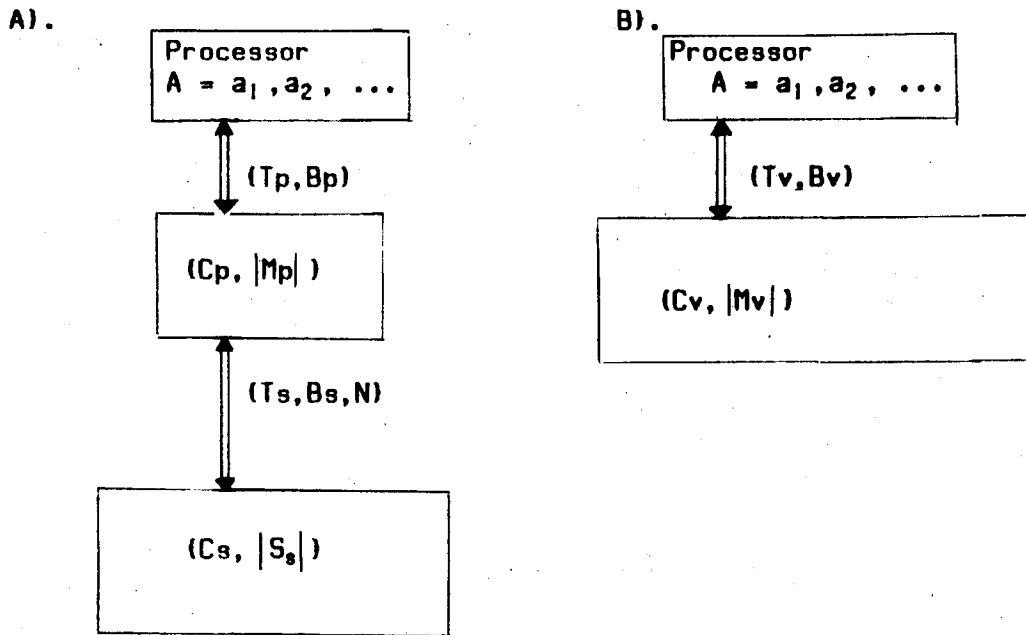 A).
Processor
A = a₁, a₂, ...
(Tp,Bp)
(Cp, |Mp|)
(Ts,Bs,N)
(Cs, |Sₛ|)
B).
Processor
A = a₁, a₂, ...
(Tv,Bv)
(Cv, |Mv|)